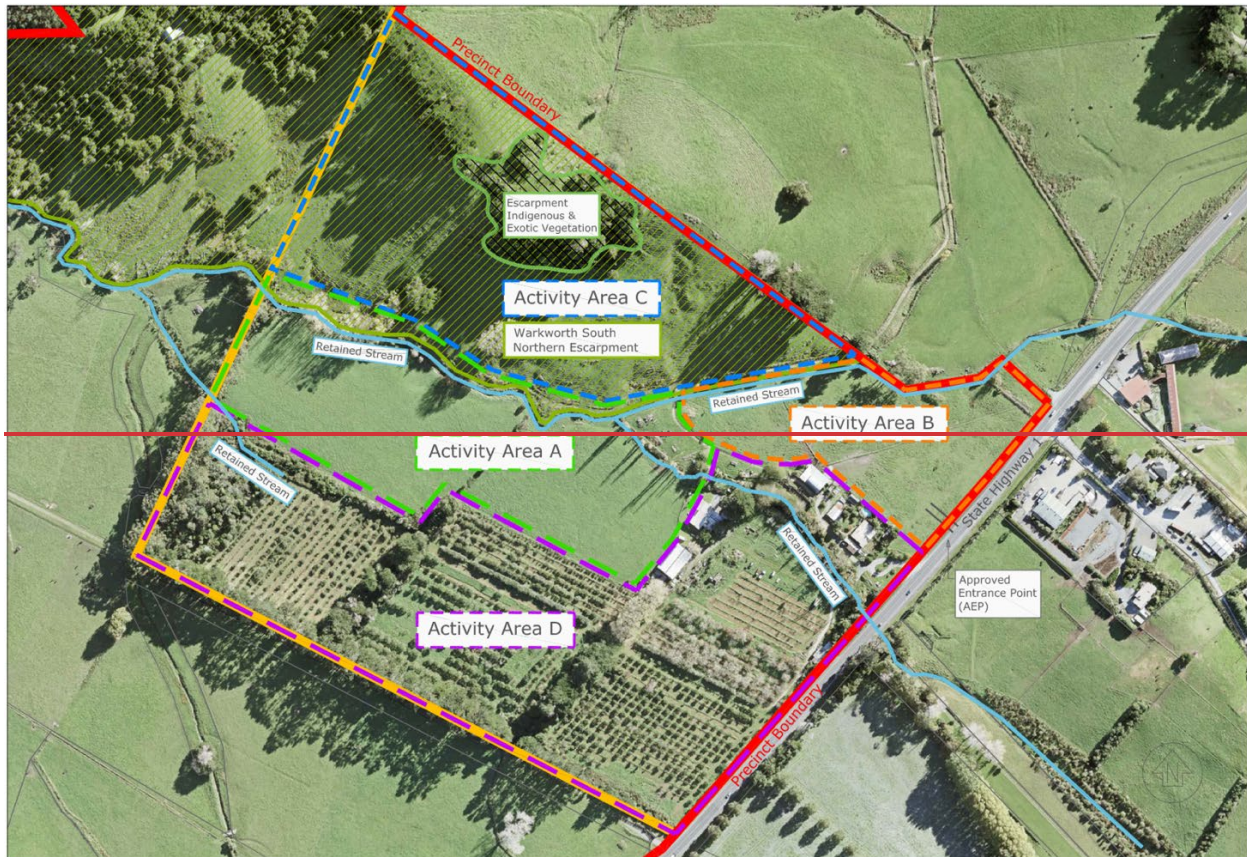 Precinct Boundary
Escarpment
Indigenous &
Exotic Vegetation
Activity Area C
Warkworth South
Northern Escarpment
Retained Stream
Retained Stream
Activity Area B
Activity Area A
Retained Stream
State Highway 1
Retained Stream
Approved
Entrance Point
(AEP)
Activity Area D
Precinct Boundary
N